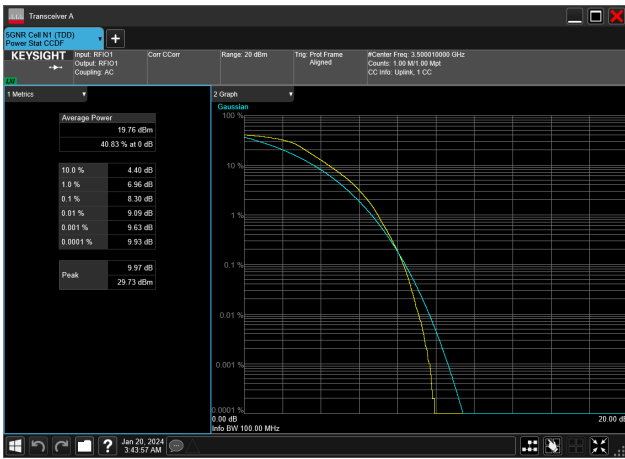 Transceiver A
5GNR Cell N1 (TDD)
Power Stat CCDF
KEYSIGHT
Input: RFIO1
Output: RFIO1
Coupling: AC
Corr CCorr
Range: 20 dBm
Trig: Prot Frame
Aligned
#Center Freq: 3.500010000 GHz
Counts: 1.00 M/1.00 Mpt
CC Info: Uplink, 1 CC
LXI
1 Metrics
Average Power
19.76 dBm
40.83 % at 0 dB
10.0 % 4.40 dB
1.0 % 6.96 dB
0.1 % 8.30 dB
0.01 % 9.09 dB
0.001 % 9.63 dB
0.0001 % 9.93 dB
Peak
9.97 dB
29.73 dBm
2 Graph
Gaussian
100 %
10 %
1 %
0.1 %
0.01 %
0.001 %
0.0001 %
0.00 dB
20.00 dB
Info BW 100.00 MHz
Jan 20, 2024
3:43:57 AM